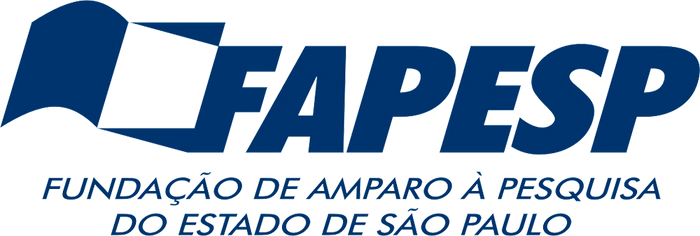 FAPESP
FUNDAÇÃO DE AMPARO À PESQUISA
DO ESTADO DE SÃO PAULO